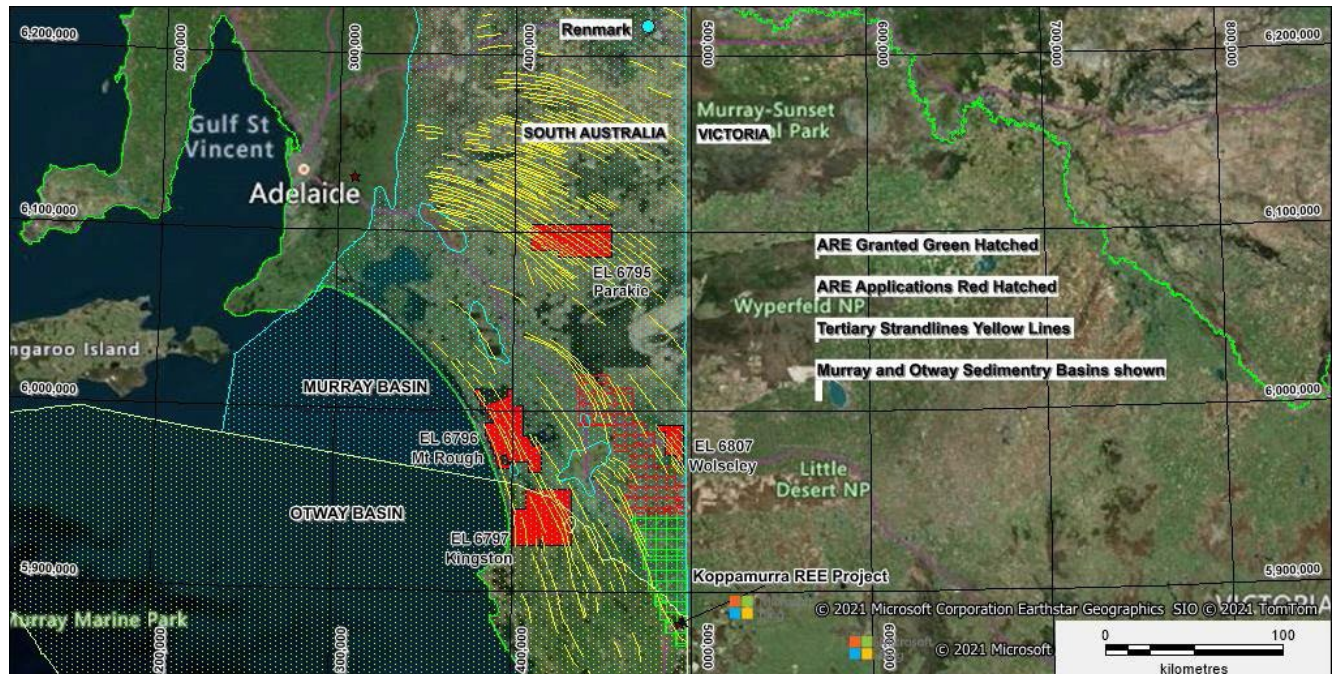 6,200,000
200,000
300,000
400,000
Renmark
500,000
600,000
700,000
800,000
6,200,000
Gulf St
Vincent
SOUTH AUSTRALIA
VICTORIA
Murray-Sunset
al Park
Adelaide
6,100,000
6,100,000
EL 6795
Parakie
ARE Granted Green Hatched
ARE Applications Red Hatched
Wyperfeld NP
Tertiary Strandlines Yellow Lines
Murray and Otway Sedimentry Basins shown
ngaroo Island
MURRAY BASIN
6,000,000
6,000,000
EL 6796
Mt Rough
EL 6807
Wolseley
Little
Desert NP
OTWAY BASIN
EL 6797
Kingston
5,900,000
5,900,000
Koppamurra REE Project
Murray Marine Park
VICTORIA
© 2021 Microsoft Corporation Earthstar Geographics SIO © 2021 TomTom
200,000
300,000
400,000
500,000
600,000
© 2021 Microsoft
0 100
kilometres